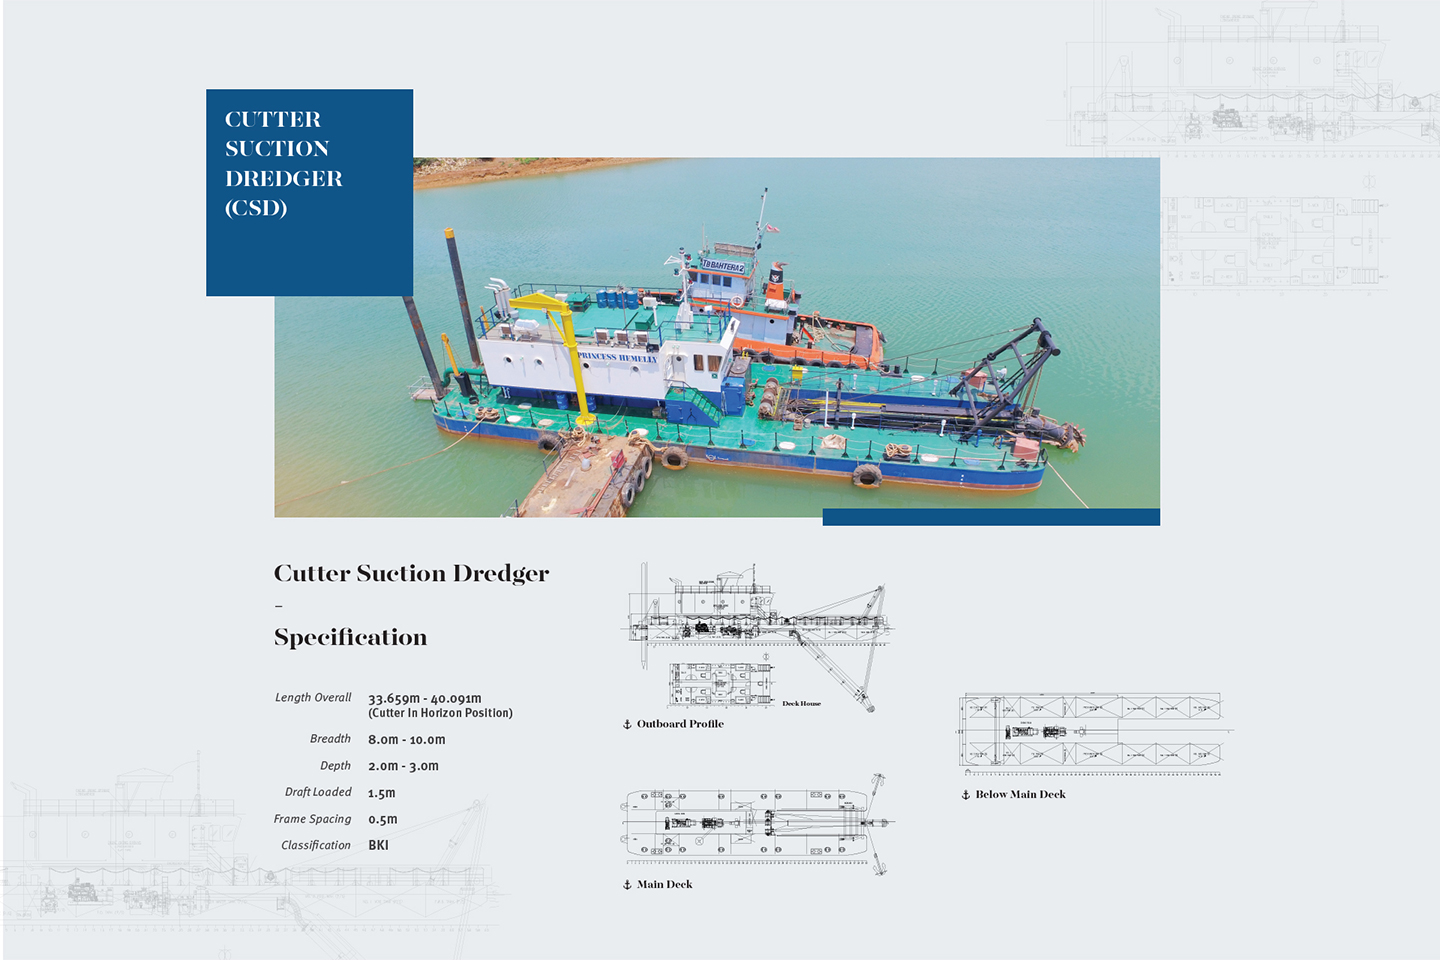 CUTTER
SUCTION
DREDGER
(CSD)
TB BAHTERA 2
PRINCESS HEMELLY
Cutter Suction Dredger
–
Specification
Length Overall 33.659m - 40.091m
(Cutter In Horizon Position)
Breadth 8.0m - 10.0m
Depth 2.0m - 3.0m
Draft Loaded 1.5m
Frame Spacing 0.5m
Classification BKI
Deck House
Outboard Profile
Main Deck
Below Main Deck